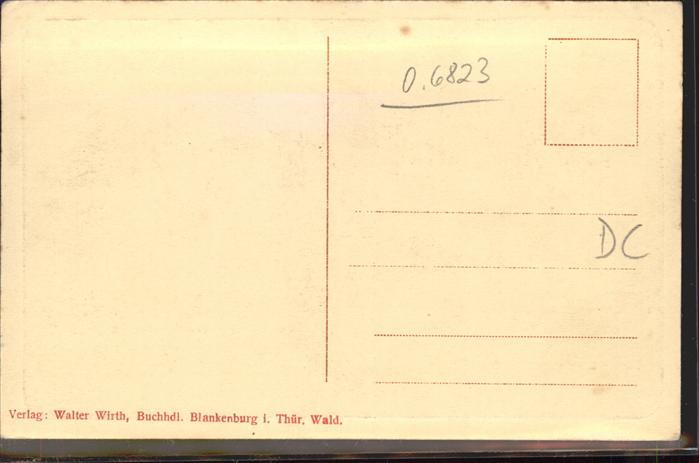 0.6823
DC
Verlag: Walter Wirth, Buchhdl. Blankenburg i. Thür. Wald.